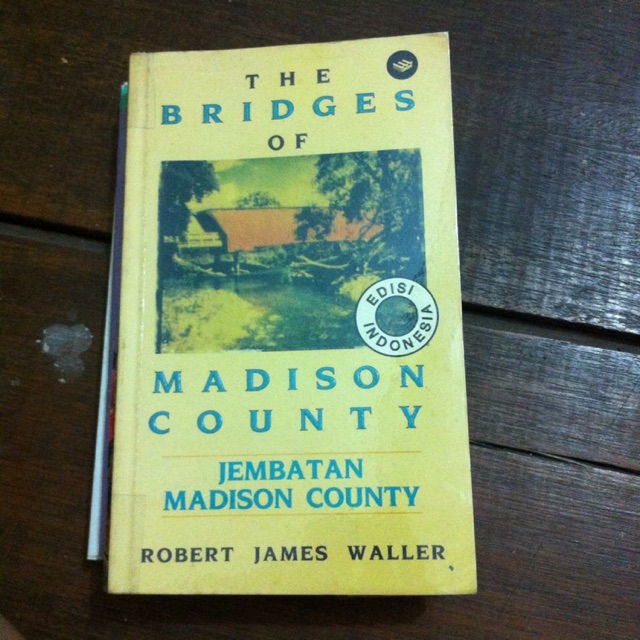 THE
BRIDGES
OF
EDISI
INDONESIA
MADISON
COUNTY
JEMBATAN
MADISON COUNTY
ROBERT JAMES WALLER